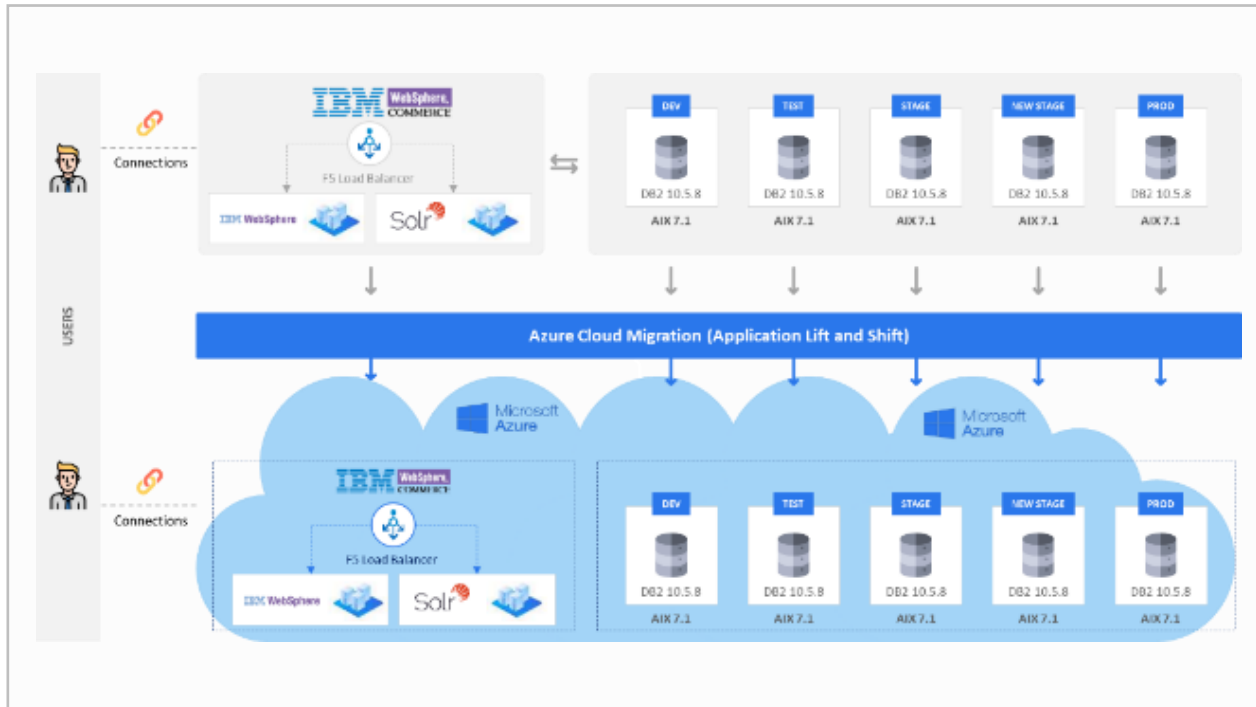 IBM WebSphere, COMMERCE
F5 Load Balancer
IBM WebSphere
Solr
Connections
DEV
TEST
STAGE
NEW STAGE
PROD
DB2 10.5.8
DB2 10.5.8
DB2 10.5.8
DB2 10.5.8
DB2 10.5.8
AIX 7.1
AIX 7.1
AIX 7.1
AIX 7.1
AIX 7.1
USERS
Azure Cloud Migration (Application Lift and Shift)
Microsoft
Azure
Microsoft
Azure
IBM WebSphere, COMMERCE
F5 Load Balancer
IBM WebSphere
Solr
Connections
DEV
TEST
STAGE
NEW STAGE
PROD
DB2 10.5.8
DB2 10.5.8
DB2 10.5.8
DB2 10.5.8
DB2 10.5.8
AIX 7.1
AIX 7.1
AIX 7.1
AIX 7.1
AIX 7.1